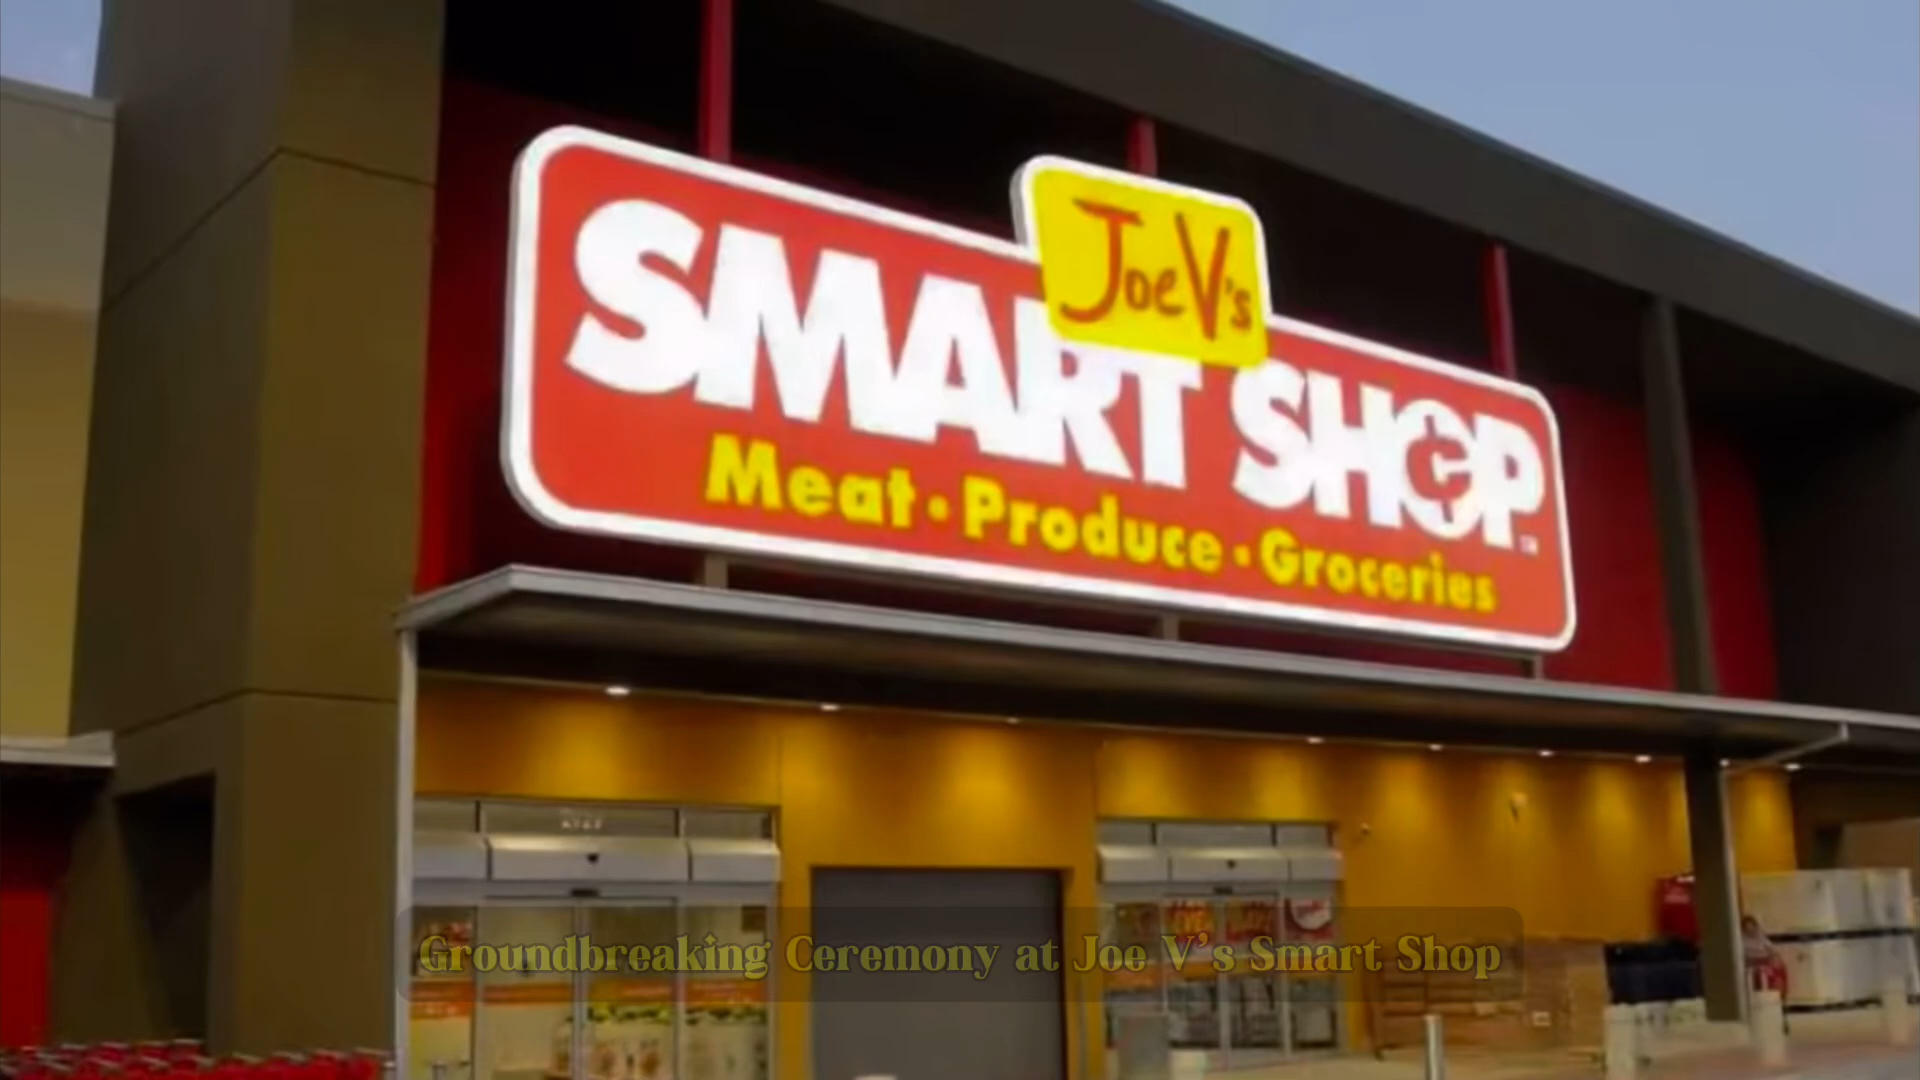 Joe V's
SMART SHOP
Meat · Produce · Groceries
Groundbreaking Ceremony at Joe V's Smart Shop